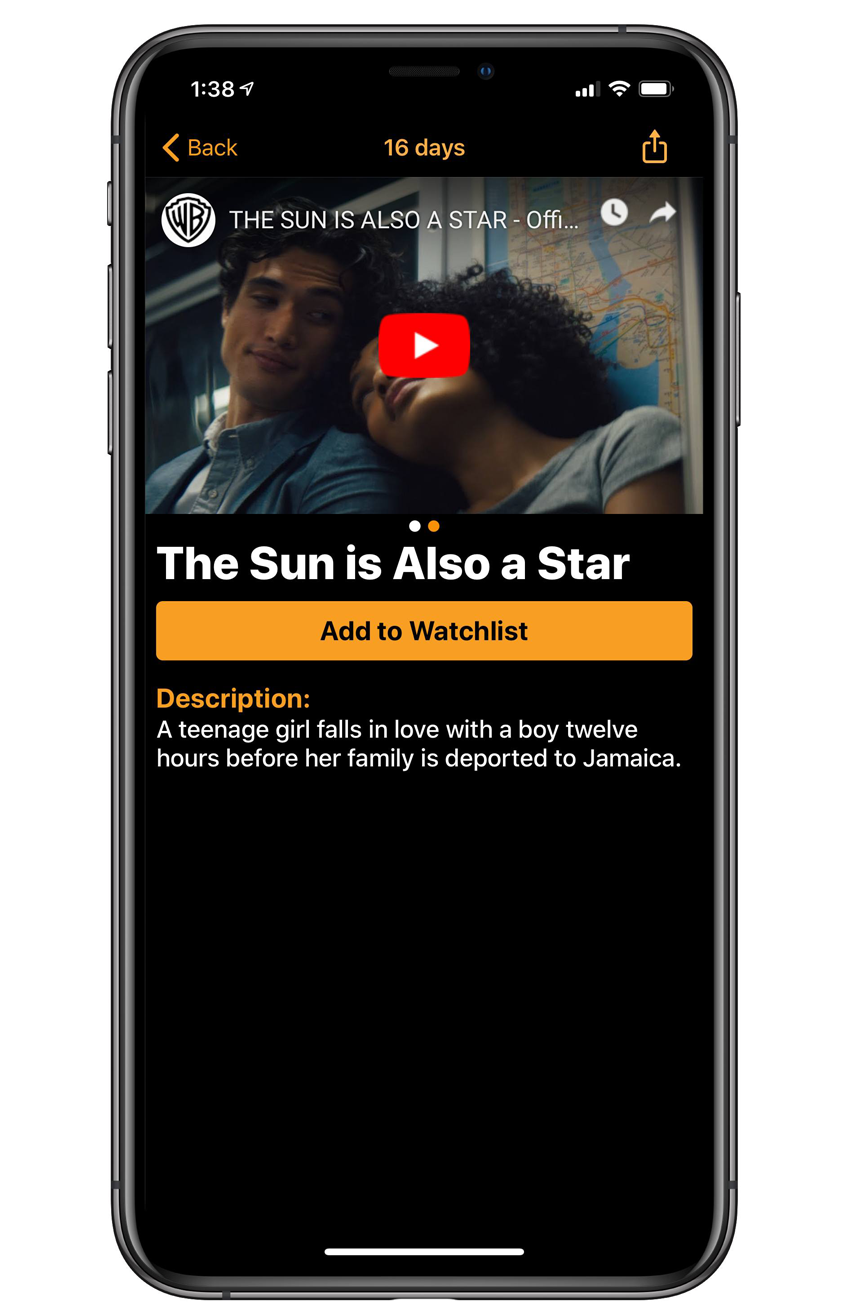 1:38
Back
16 days
WB
THE SUN IS ALSO A STAR - Offi...
The Sun is Also a Star
Add to Watchlist
Description:
A teenage girl falls in love with a boy twelve
hours before her family is deported to Jamaica.